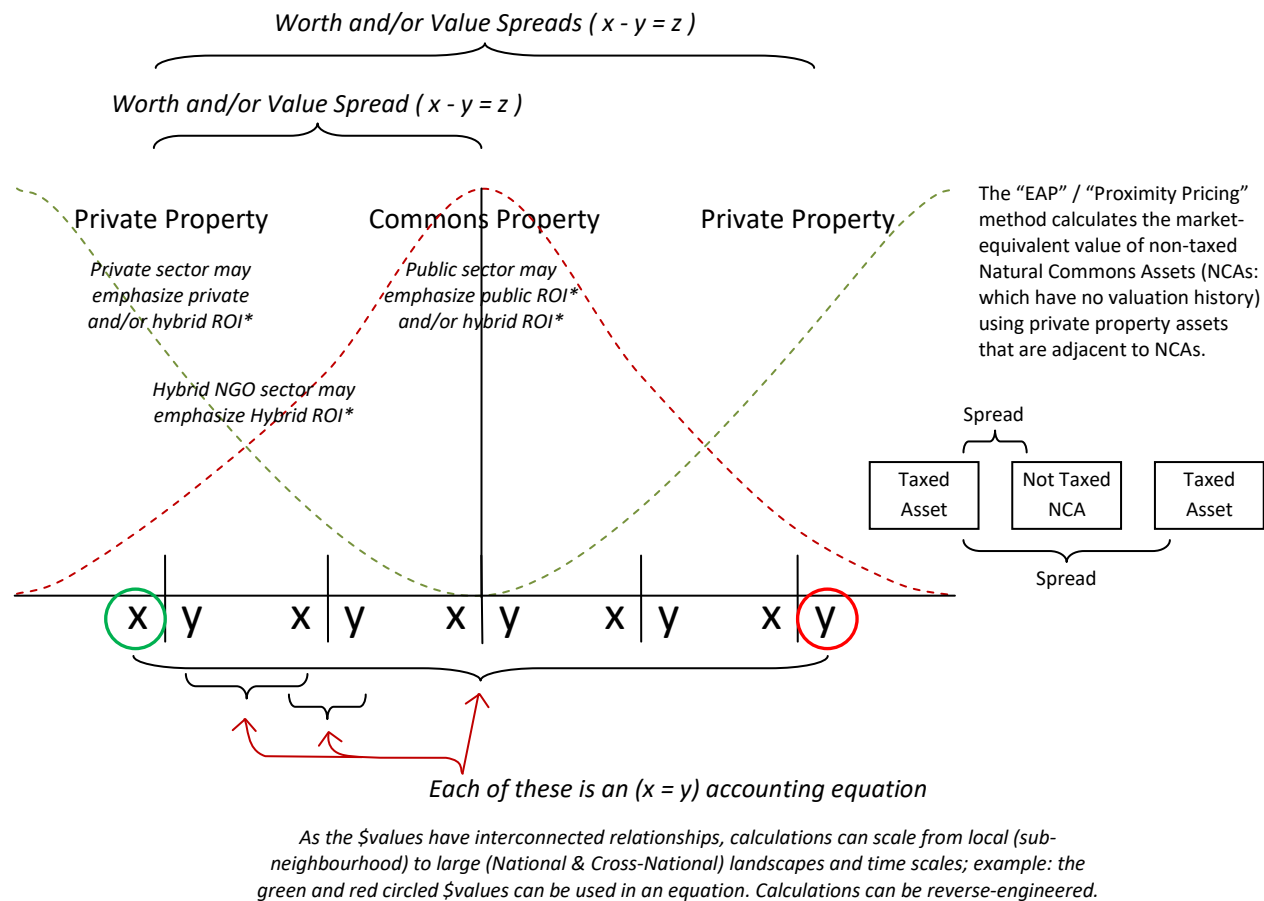 Worth and/or Value Spreads ( x - y = z )
Worth and/or Value Spread ( x - y = z )
Private Property
Commons Property
Private Property
Private sector may
emphasize private
and/or hybrid ROI*
Public sector may
emphasize public ROI*
and/or hybrid ROI*
Hybrid NGO sector may
emphasize Hybrid ROI*
The “EAP” / “Proximity Pricing”
method calculates the market-
equivalent value of non-taxed
Natural Commons Assets (NCAs:
which have no valuation history)
using private property assets
that are adjacent to NCAs.
Spread
Taxed
Asset
Not Taxed
NCA
Taxed
Asset
Spread
x y x y x y x y x y
Each of these is an (x = y) accounting equation
As the $values have interconnected relationships, calculations can scale from local (sub-
neighbourhood) to large (National & Cross-National) landscapes and time scales; example: the
green and red circled $values can be used in an equation. Calculations can be reverse-engineered.